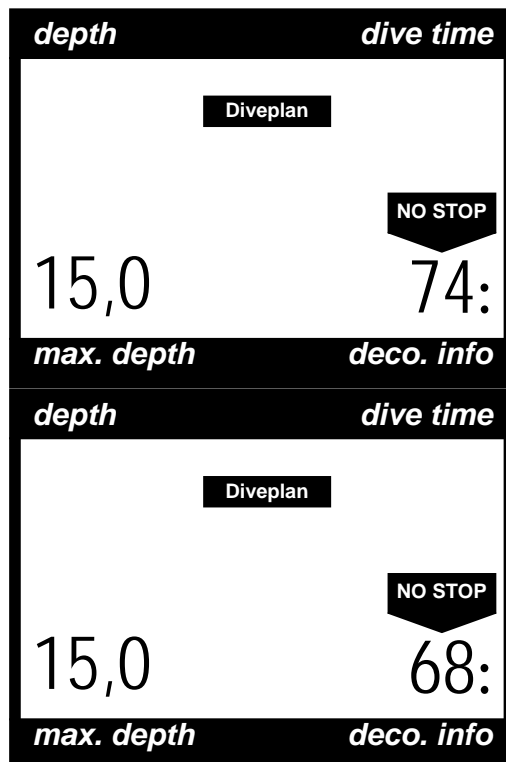 depth dive time
Diveplan
NO STOP
15,0 74:
max. depth deco. info
depth dive time
Diveplan
NO STOP
15,0 68:
max. depth deco. info